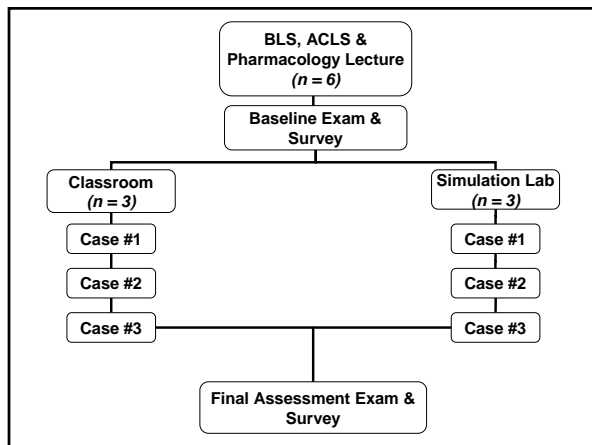 BLS, ACLS &
Pharmacology Lecture
(n = 6)
Baseline Exam &
Survey
Classroom
(n = 3)
Simulation Lab
(n = 3)
Case #1
Case #1
Case #2
Case #2
Case #3
Case #3
Final Assessment Exam &
Survey